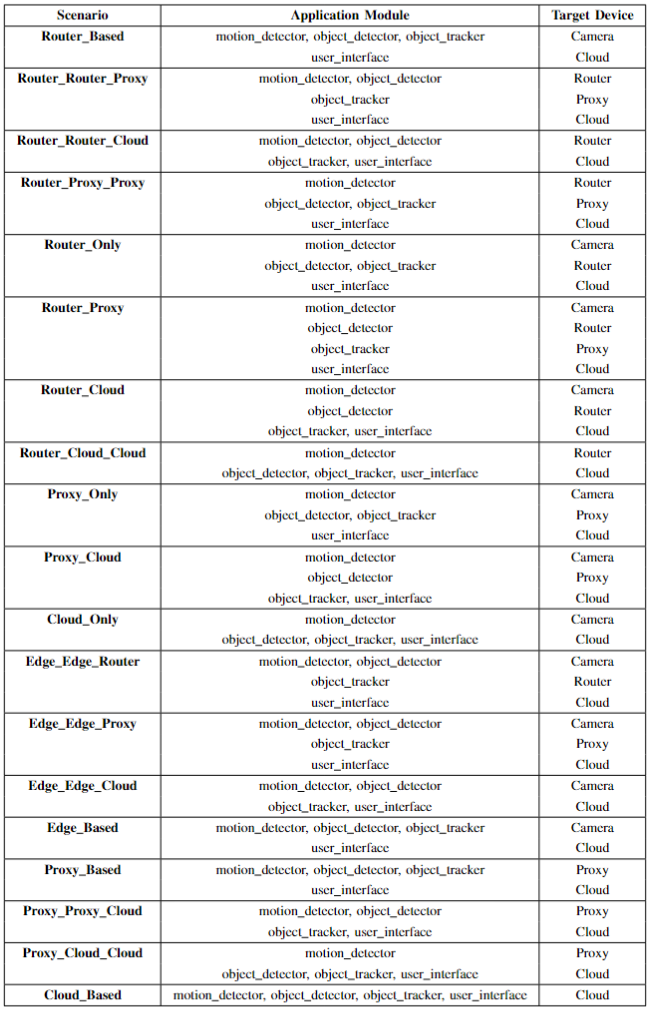 Scenario Application Module Target Device
Router_Based motion_detector, object_detector, object_tracker Camera
user_interface Cloud
Router_Router_Proxy motion_detector, object_detector Router
object_tracker Proxy
user_interface Cloud
Router_Router_Cloud motion_detector, object_detector Router
object_tracker, user_interface Cloud
Router_Proxy_Proxy motion_detector Router
object_detector, object_tracker Proxy
user_interface Cloud
Router_Only motion_detector Camera
object_detector, object_tracker Router
user_interface Cloud
Router_Proxy motion_detector Camera
object_detector Router
object_tracker Proxy
user_interface Cloud
Router_Cloud motion_detector Camera
object_detector Router
object_tracker, user_interface Cloud
Router_Cloud_Cloud motion_detector Router
object_detector, object_tracker, user_interface Cloud
Proxy_Only motion_detector Camera
object_detector, object_tracker Proxy
user_interface Cloud
Proxy_Cloud motion_detector Camera
object_detector Proxy
object_tracker, user_interface Cloud
Cloud_Only motion_detector Camera
object_detector, object_tracker, user_interface Cloud
Edge_Edge_Router motion_detector, object_detector Camera
object_tracker Router
user_interface Cloud
Edge_Edge_Proxy motion_detector, object_detector Camera
object_tracker Proxy
user_interface Cloud
Edge_Edge_Cloud motion_detector, object_detector Camera
object_tracker, user_interface Cloud
Edge_Based motion_detector, object_detector, object_tracker Camera
user_interface Cloud
Proxy_Based motion_detector, object_detector, object_tracker Proxy
user_interface Cloud
Proxy_Proxy_Cloud motion_detector, object_detector Proxy
object_tracker, user_interface Cloud
Proxy_Cloud_Cloud motion_detector Proxy
object_detector, object_tracker, user_interface Cloud
Cloud_Based motion_detector, object_detector, object_tracker, user_interface Cloud